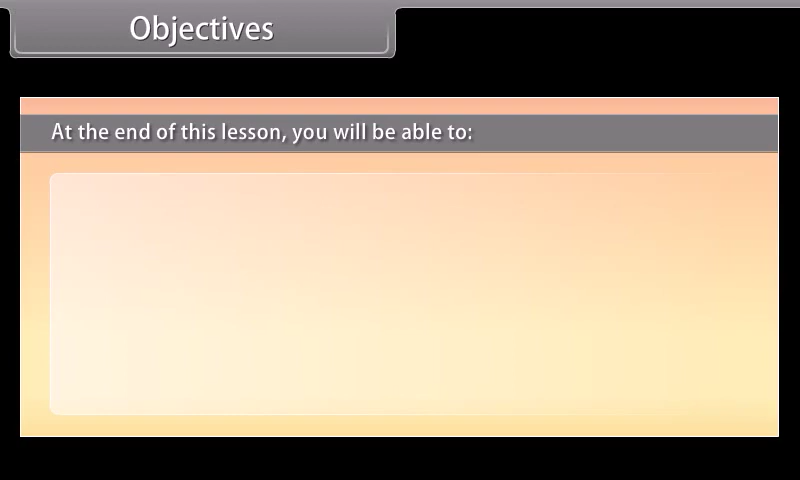 Objectives
At the end of this lesson, you will be able to: